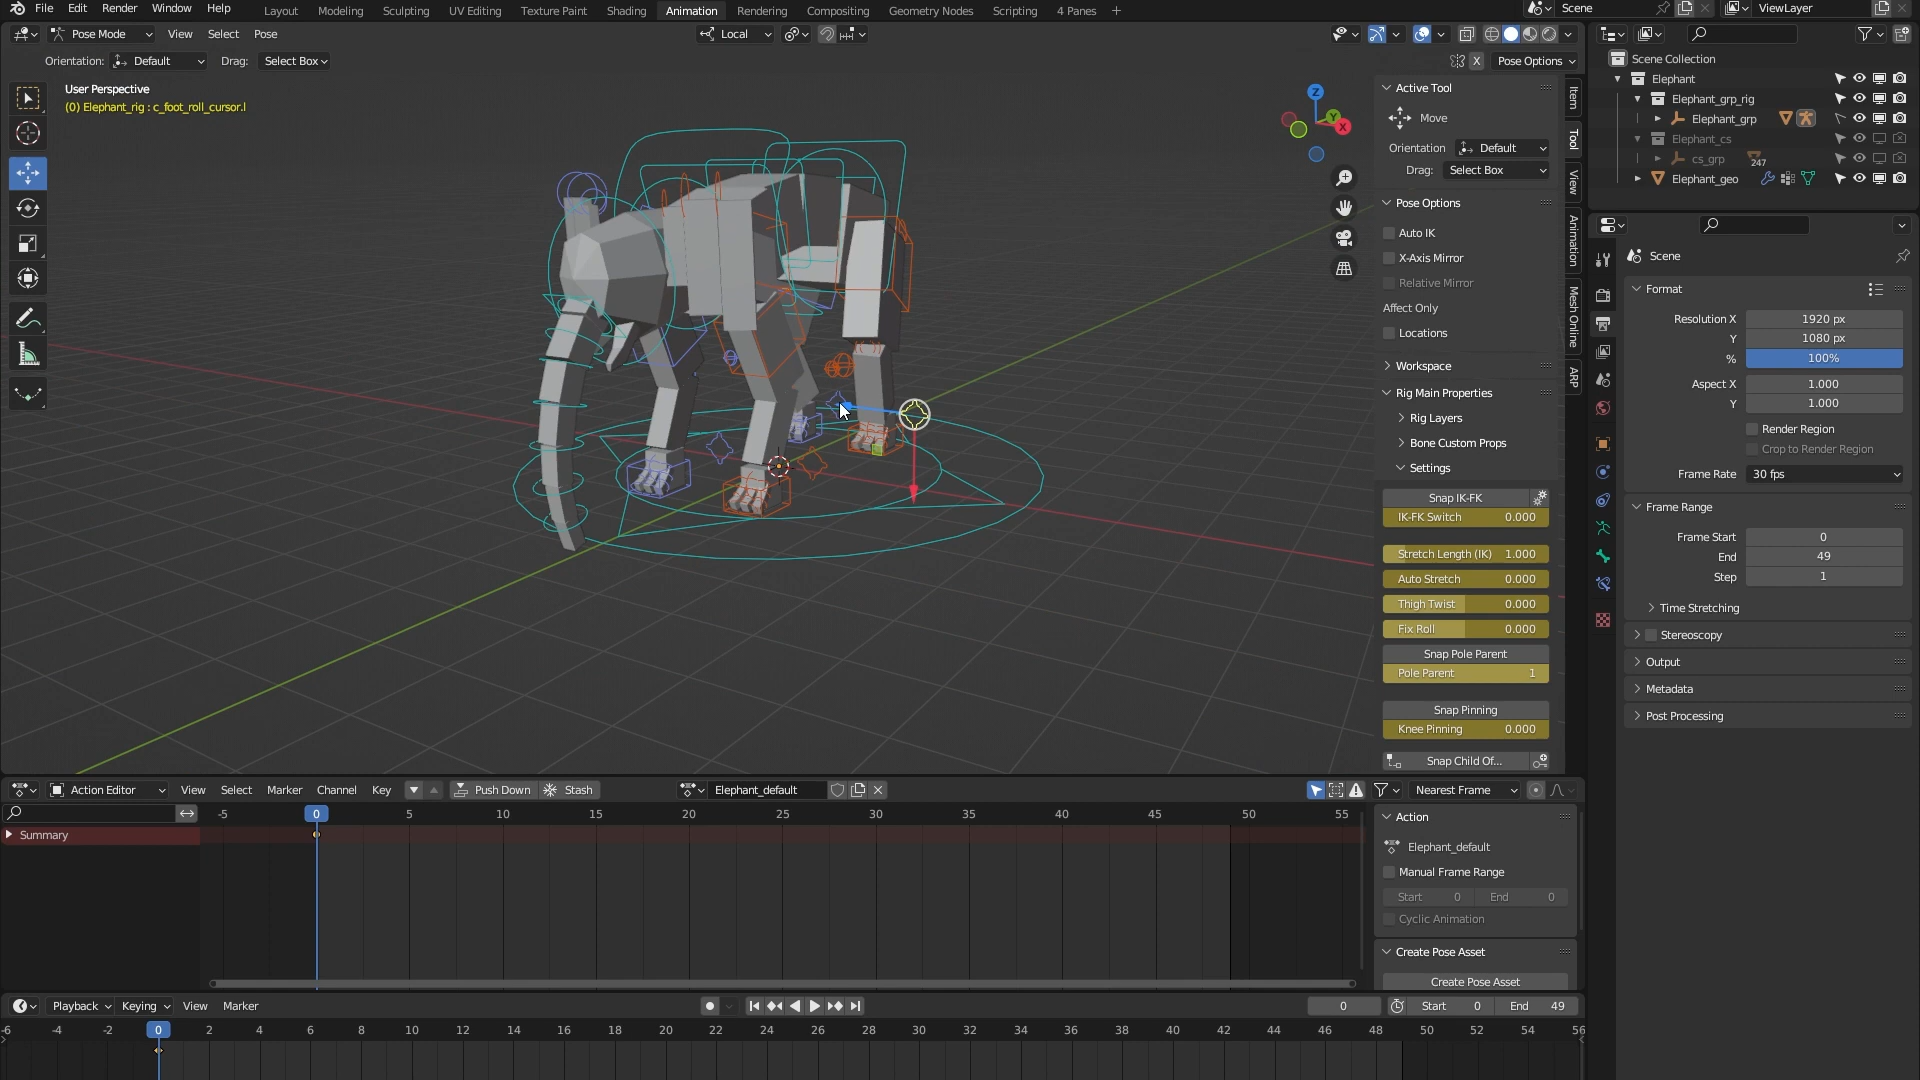 File Edit Render Window Help Layout Modeling Sculpting UV Editing Texture Paint Shading Animation Rendering Compositing Geometry Nodes Scripting 4 Panes + Scene ViewLayer
Pose Mode View Select Pose Local
Orientation: Default Drag: Select Box X Pose Options
User Perspective
(0) Elephant_rig : c_foot_roll_cursor.l
Z
Y
X
Active Tool
Move
Orientation Default
Drag: Select Box
Pose Options
Auto IK
X-Axis Mirror
Relative Mirror
Affect Only
Locations
Workspace
Rig Main Properties
Rig Layers
Bone Custom Props
Settings
Snap IK-FK
IK-FK Switch 0.000
Stretch Length (IK) 1.000
Auto Stretch 0.000
Thigh Twist 0.000
Fix Roll 0.000
Snap Pole Parent
Pole Parent 1
Snap Pinning
Knee Pinning 0.000
Snap Child Of...
Item
Tool
View
Animation
Mesh Online
ARP
Scene Collection
Elephant
Elephant_grp_rig
Elephant_grp
Elephant_cs
cs_grp 247
Elephant_geo
Scene
Format
Resolution X 1920 px
Y 1080 px
% 100%
Aspect X 1.000
Y 1.000
Render Region
Crop to Render Region
Frame Rate 30 fps
Frame Range
Frame Start 0
End 49
Step 1
Time Stretching
Stereoscopy
Output
Metadata
Post Processing
Action Editor View Select Marker Channel Key Push Down Stash Elephant_default Nearest Frame
-5 0 5 10 15 20 25 30 35 40 45 50 55
Summary
Action
Elephant_default
Manual Frame Range
Start 0 End 0
Cyclic Animation
Create Pose Asset
Create Pose Asset
Playback Keying View Marker 0 Start 0 End 49
-6 -4 -2 0 2 4 6 8 10 12 14 16 18 20 22 24 26 28 30 31 33 35 37 38 40 42 44 46 48 50 52 54 56